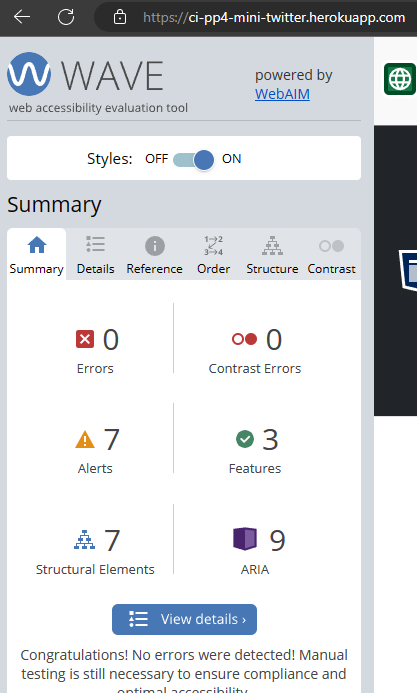 https://ci-pp4-mini-twitter.herokuapp.com
WAVE
web accessibility evaluation tool
powered by
WebAIM
Styles: OFF ON
Summary
Summary Details Reference Order Structure Contrast
0 0
Errors Contrast Errors
7 3
Alerts Features
7 9
Structural Elements ARIA
View details ›
Congratulations! No errors were detected! Manual
testing is still necessary to ensure compliance and
optimal accessibility.